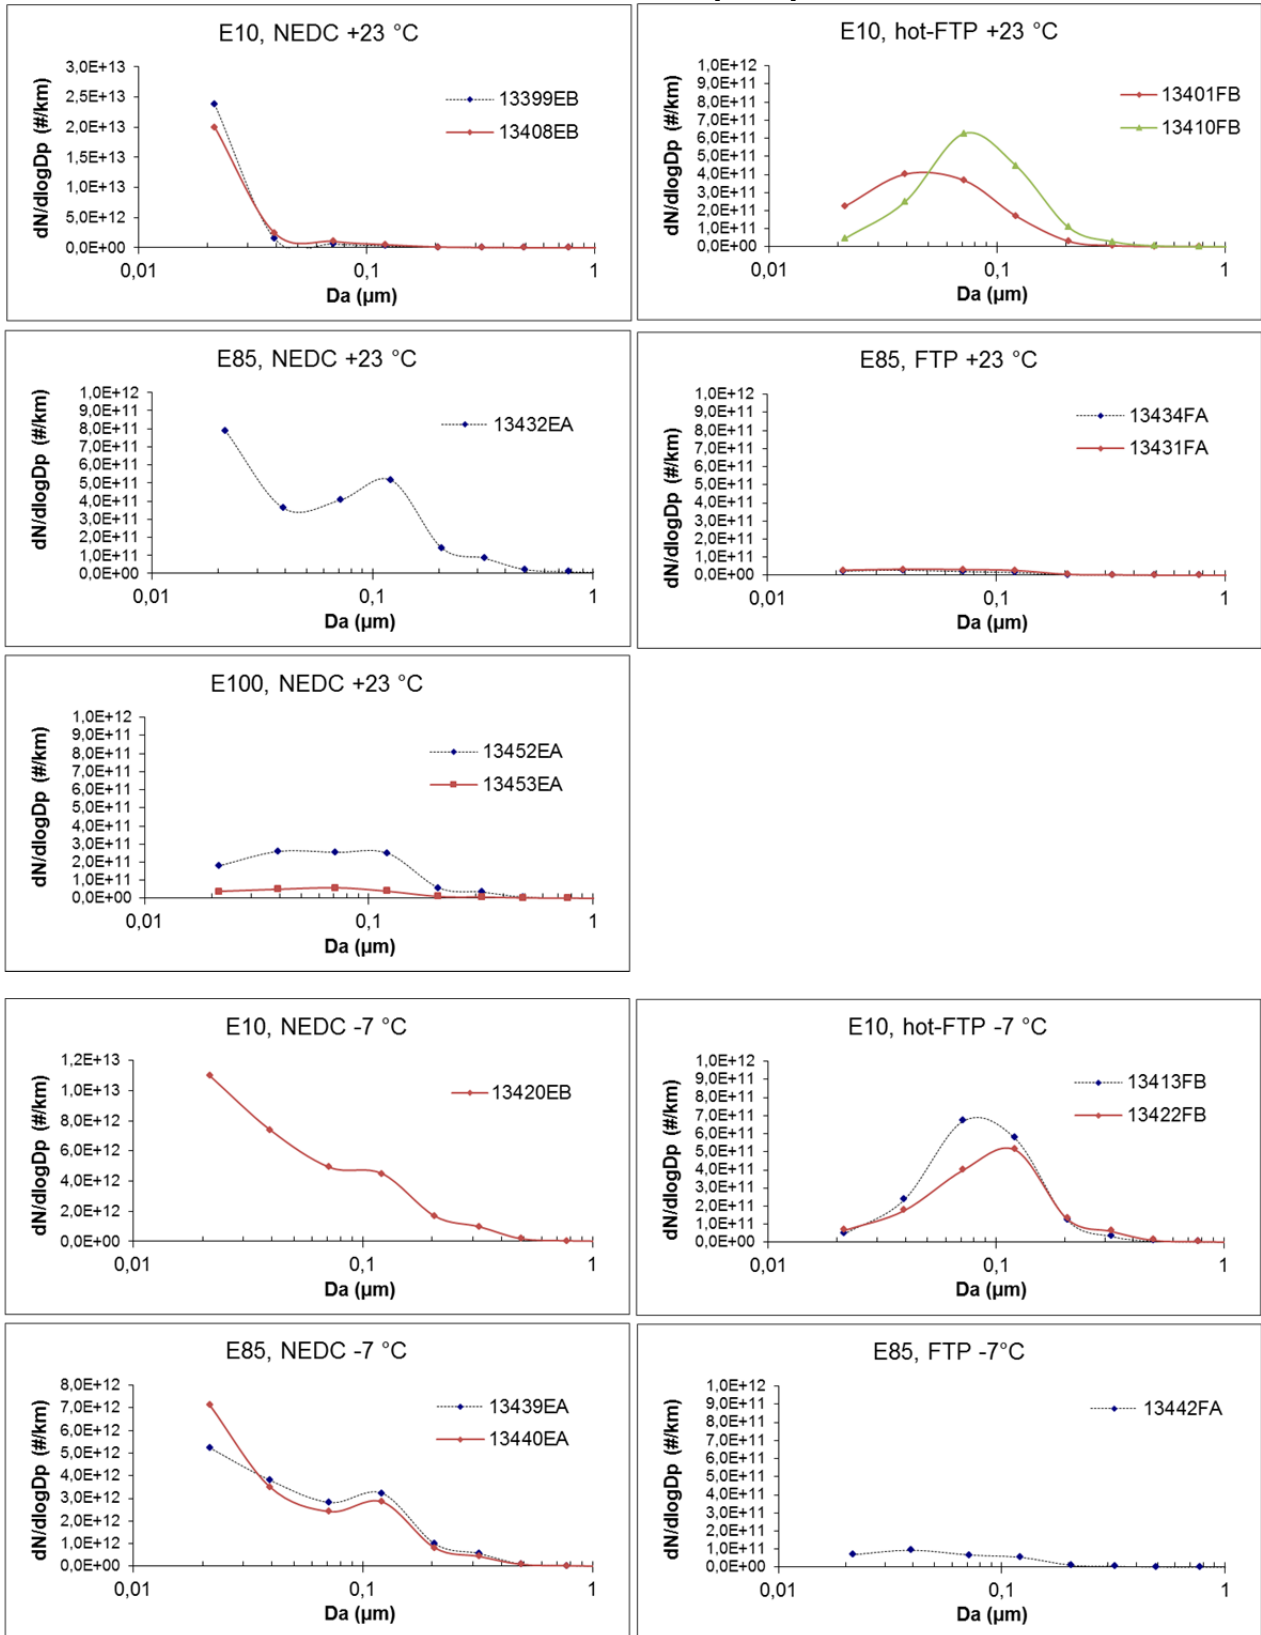 E10, NEDC +23 °C
dN/dlogDp (#/km)
3,0E+13
2,5E+13
2,0E+13
1,5E+13
1,0E+13
5,0E+12
0,0E+00
13399EB
13408EB
0,01
0,1
1
Da (µm)
E10, hot-FTP +23 °C
dN/dlogDp (#/km)
1,0E+12
9,0E+11
8,0E+11
7,0E+11
6,0E+11
5,0E+11
4,0E+11
3,0E+11
2,0E+11
1,0E+11
0,0E+00
13401FB
13410FB
0,01
0,1
1
Da (µm)
E85, NEDC +23 °C
dN/dlogDp (#/km)
1,0E+12
9,0E+11
8,0E+11
7,0E+11
6,0E+11
5,0E+11
4,0E+11
3,0E+11
2,0E+11
1,0E+11
0,0E+00
13432EA
0,01
0,1
1
Da (µm)
E85, FTP +23 °C
dN/dlogDp (#/km)
1,0E+12
9,0E+11
8,0E+11
7,0E+11
6,0E+11
5,0E+11
4,0E+11
3,0E+11
2,0E+11
1,0E+11
0,0E+00
13434FA
13431FA
0,01
0,1
1
Da (µm)
E100, NEDC +23 °C
dN/dlogDp (#/km)
1,0E+12
9,0E+11
8,0E+11
7,0E+11
6,0E+11
5,0E+11
4,0E+11
3,0E+11
2,0E+11
1,0E+11
0,0E+00
13452EA
13453EA
0,01
0,1
1
Da (µm)
E10, NEDC -7 °C
dN/dlogDp (#/km)
1,2E+13
1,0E+13
8,0E+12
6,0E+12
4,0E+12
2,0E+12
0,0E+00
13420EB
0,01
0,1
1
Da (µm)
E10, hot-FTP -7 °C
dN/dlogDp (#/km)
1,0E+12
9,0E+11
8,0E+11
7,0E+11
6,0E+11
5,0E+11
4,0E+11
3,0E+11
2,0E+11
1,0E+11
0,0E+00
13413FB
13422FB
0,01
0,1
1
Da (µm)
E85, NEDC -7 °C
dN/dlogDp (#/km)
8,0E+12
7,0E+12
6,0E+12
5,0E+12
4,0E+12
3,0E+12
2,0E+12
1,0E+12
0,0E+00
13439EA
13440EA
0,01
0,1
1
Da (µm)
E85, FTP -7°C
dN/dlogDp (#/km)
1,0E+12
9,0E+11
8,0E+11
7,0E+11
6,0E+11
5,0E+11
4,0E+11
3,0E+11
2,0E+11
1,0E+11
0,0E+00
13442FA
0,01
0,1
1
Da (µm)